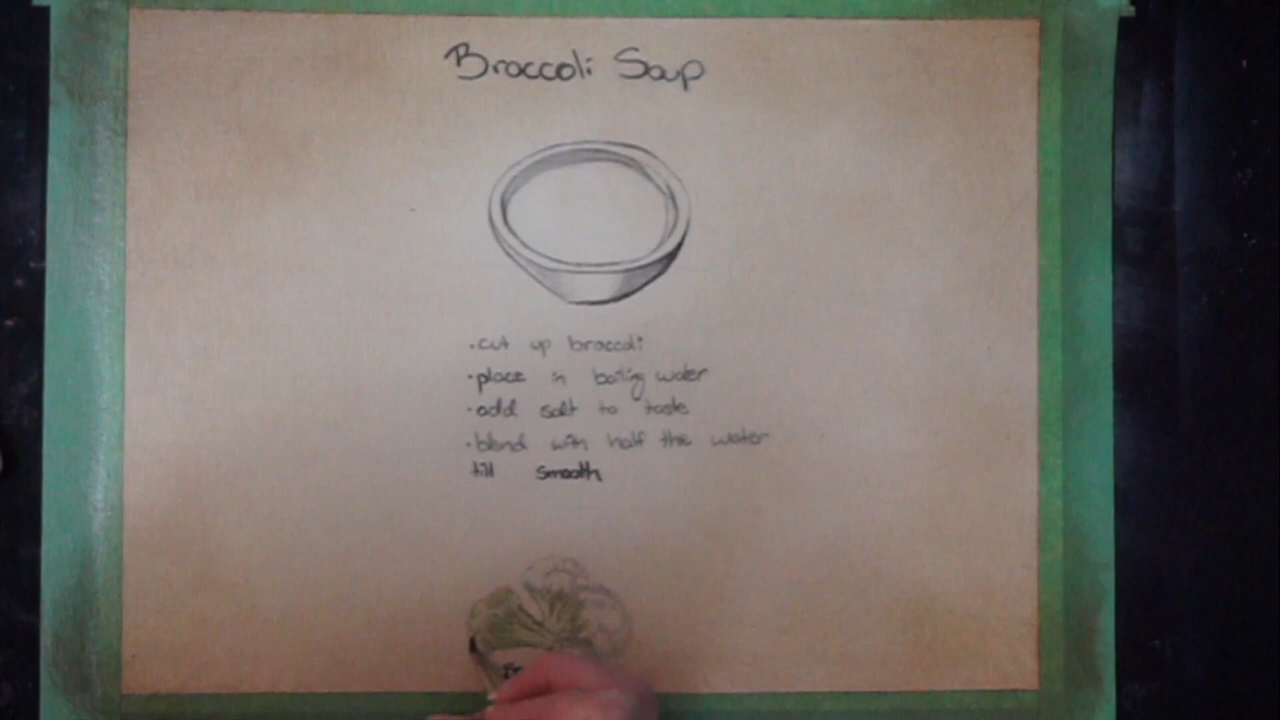 Broccoli Soup
·cut up broccoli
·place in boiling water
·add salt to taste
·blend with half the water
till smooth